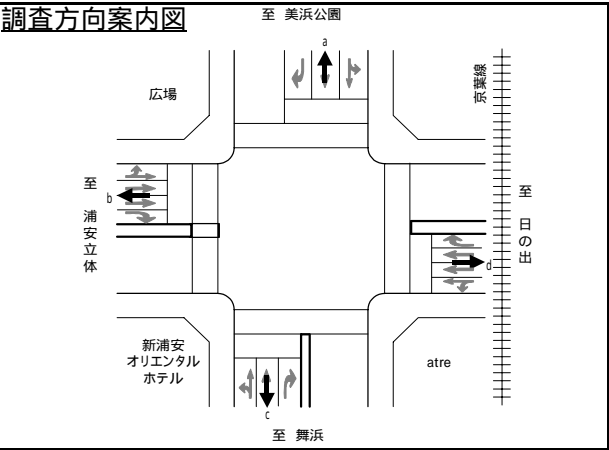 調査方向案内図
至 美浜公園
a
広場
京葉線
至 浦安立体
b
至 日の出
d
新浦安
オリエンタル
ホテル
atre
c
至 舞浜